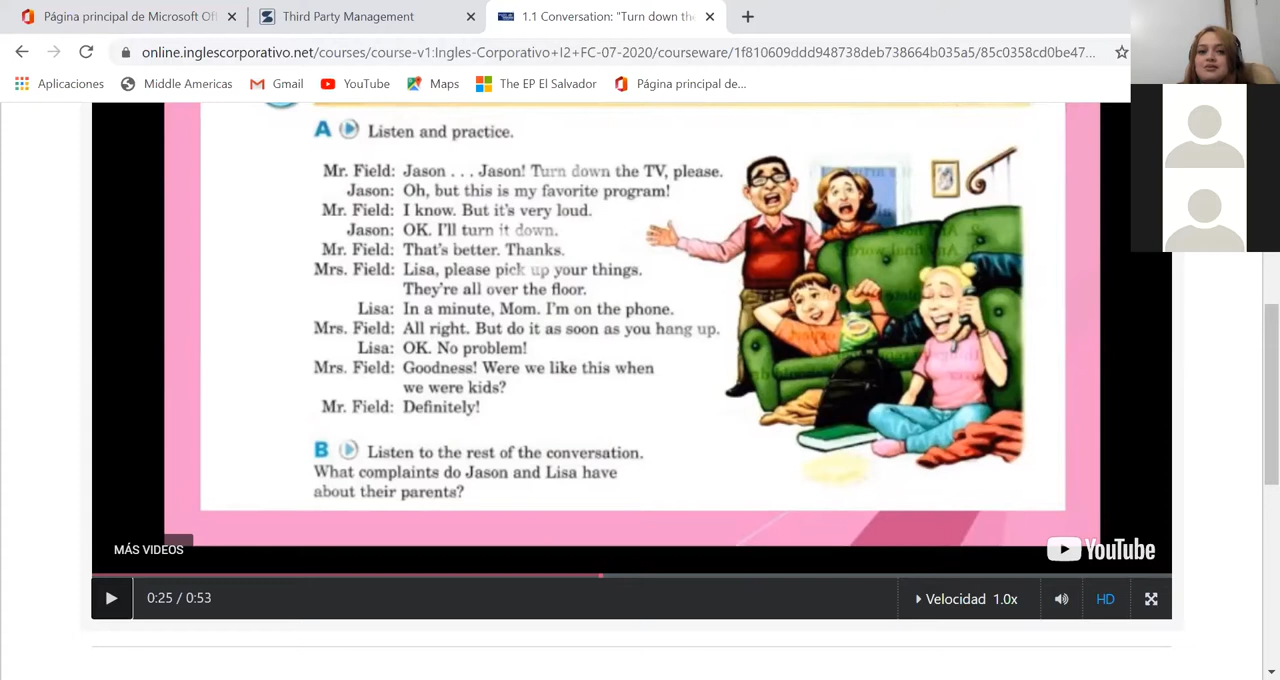 Página principal de Microsoft Of
Third Party Management
1.1 Conversation: "Turn down the
online.inglescorporativo.net/courses/course-v1:Ingles-Corporativo+I2+FC-07-2020/courseware/1f810609ddd948738deb738664b035a5/85c0358cd0be47...
Aplicaciones
Middle Americas
Gmail
YouTube
Maps
The EP El Salvador
Página principal de...
A Listen and practice.
Mr. Field: Jason . . . Jason! Turn down the TV, please.
Jason: Oh, but this is my favorite program!
Mr. Field: I know. But it's very loud.
Jason: OK. I'll turn it down.
Mr. Field: That's better. Thanks.
Mrs. Field: Lisa, please pick up your things.
They're all over the floor.
Lisa: In a minute, Mom. I'm on the phone.
Mrs. Field: All right. But do it as soon as you hang up.
Lisa: OK. No problem!
Mrs. Field: Goodness! Were we like this when
we were kids?
Mr. Field: Definitely!
B Listen to the rest of the conversation.
What complaints do Jason and Lisa have
about their parents?
MÁS VIDEOS
YouTube
0:25 / 0:53
Velocidad 1.0x
HD